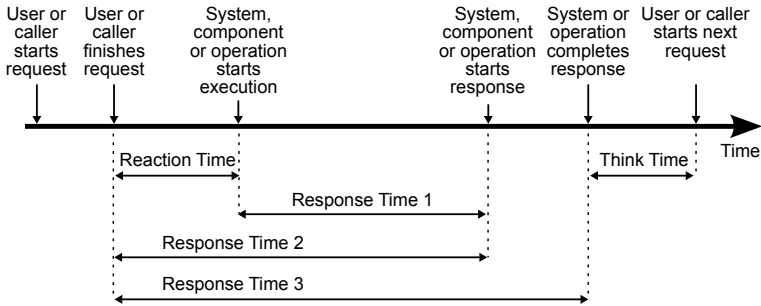 User or
caller
starts
request
User or
caller
finishes
request
System,
component
or operation
starts
execution
System,
component
or operation
starts
response
System or
operation
completes
response
User or caller
starts next
request
Time
Reaction Time
Think Time
Response Time 1
Response Time 2
Response Time 3